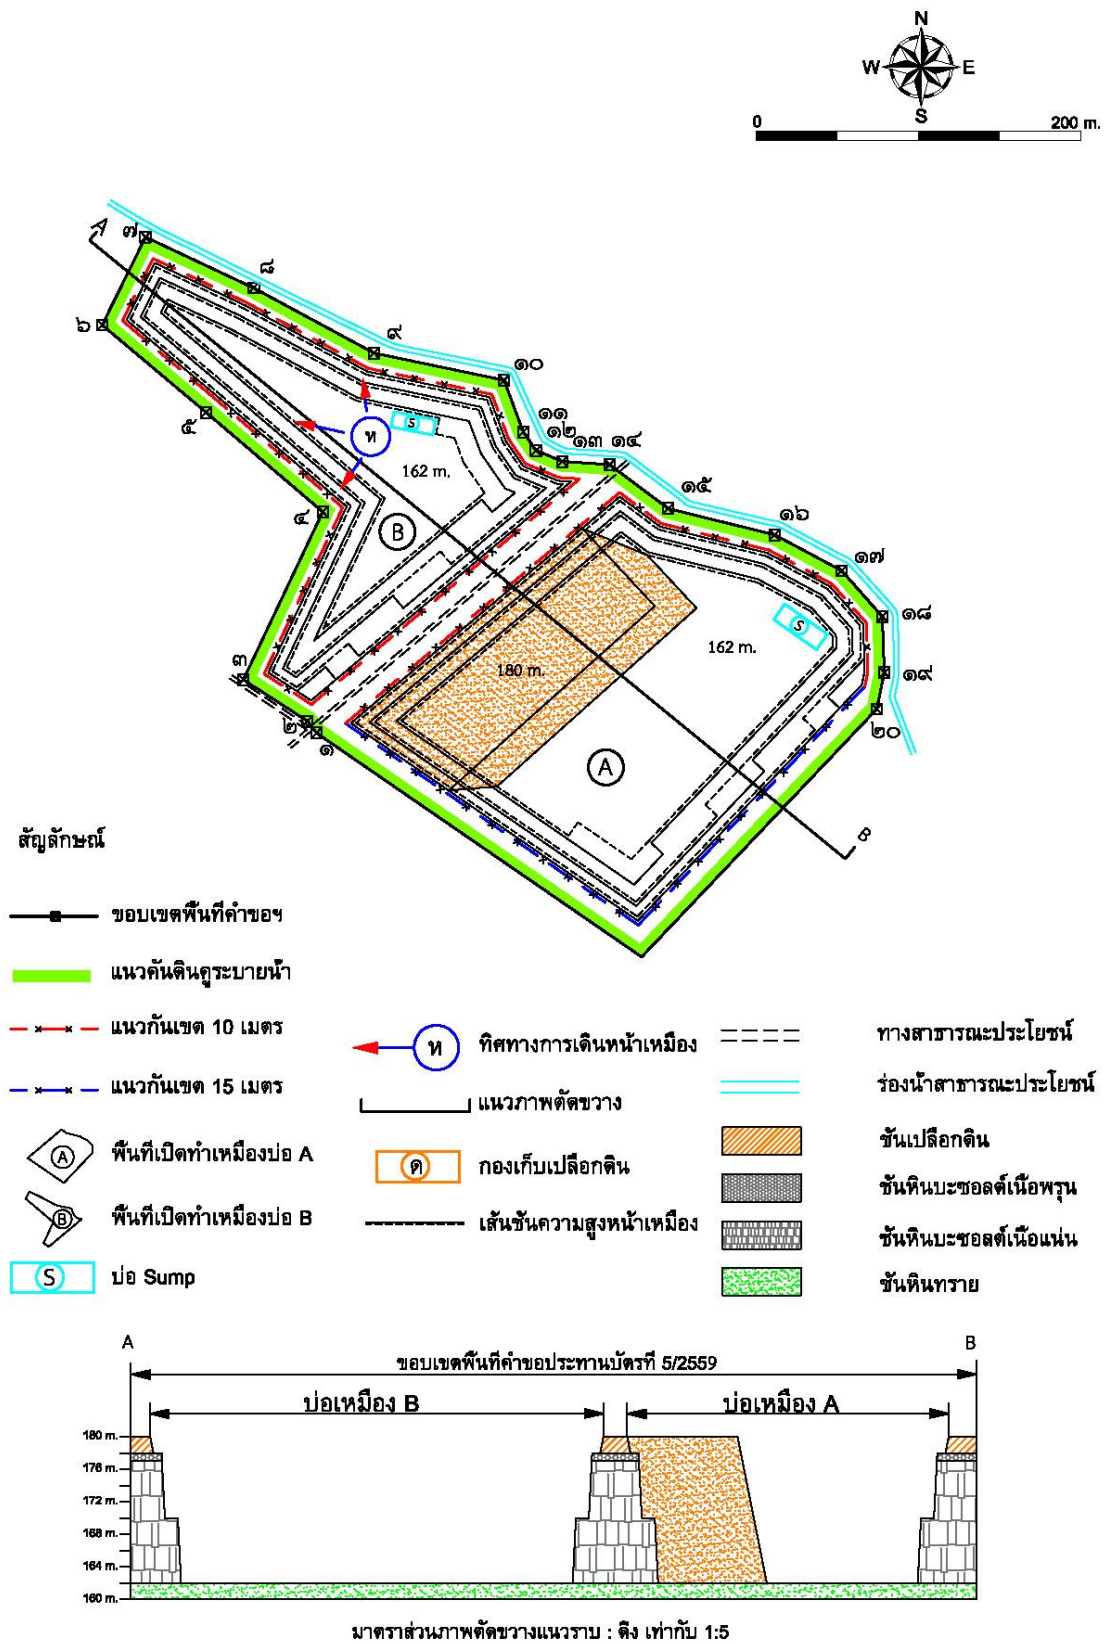 N
W E
S
0 200 m.
A
๗
๘
๖
๙
๑๐
๕
๑๑
๑๒
๑๓
๑๔
S
ห
162 m.
๑๕
๔
B
๑๖
๑๗
S
๑๘
162 m.
๓
180 m.
๑๙
๒
๑
๒๐
A
B
สัญลักษณ์
ขอบเขตพื้นที่คำขอฯ
แนวคันดินคูระบายน้ำ
แนวกันเขต 10 เมตร
แนวกันเขต 15 เมตร
A พื้นที่เปิดทำเหมืองบ่อ A
B พื้นที่เปิดทำเหมืองบ่อ B
S บ่อ Sump
ห ทิศทางการเดินหน้าเหมือง
แนวภาพตัดขวาง
ด กองเก็บเปลือกดิน
เส้นชั้นความสูงหน้าเหมือง
ทางสาธารณะประโยชน์
ร่องน้ำสาธารณะประโยชน์
ชั้นเปลือกดิน
ชั้นหินบะซอลต์เนื้อพรุน
ชั้นหินบะซอลต์เนื้อแน่น
ชั้นหินทราย
A B
ขอบเขตพื้นที่คำขอประทานบัตรที่ 5/2559
บ่อเหมือง B บ่อเหมือง A
180 m.
176 m.
172 m.
168 m.
164 m.
160 m.
มาตราส่วนภาพตัดขวางแนวราบ : ดิ่ง เท่ากับ 1:5